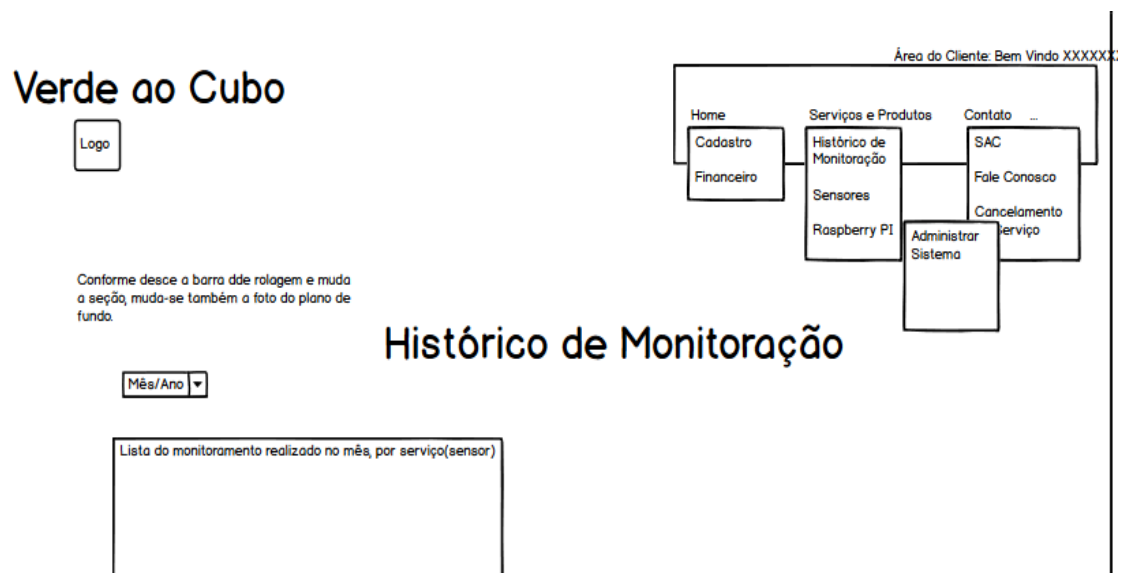 Área do Cliente: Bem Vindo XXXXXX
Verde ao Cubo
Logo
Home
Serviços e Produtos
Contato ...
Cadastro
Financeiro
Histórico de
Monitoração
Sensores
Raspberry PI
Administrar
Sistema
SAC
Fale Conosco
Cancelamento
Serviço
Conforme desce a barra dde rolagem e muda
a seção, muda-se também a foto do plano de
fundo.
Histórico de Monitoração
Mês/Ano
Lista do monitoramento realizado no mês, por serviço(sensor)